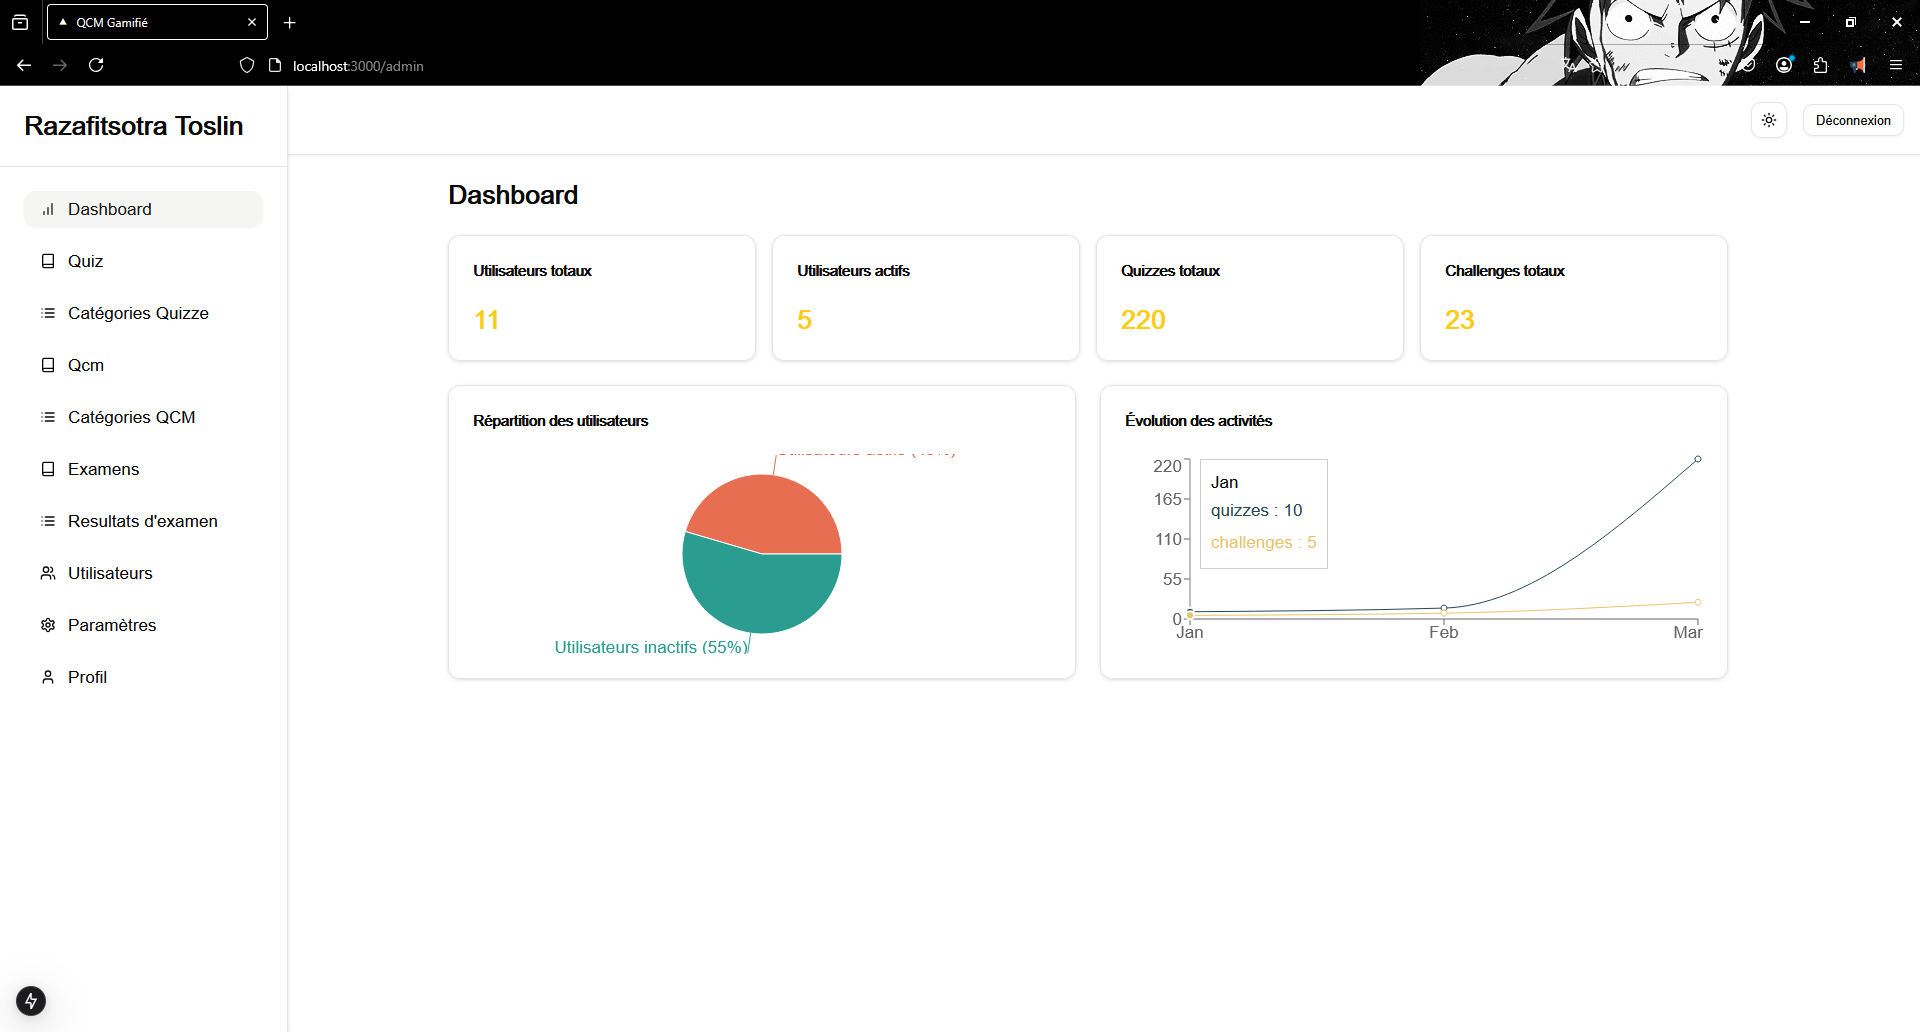 QCM Gamifié
localhost:3000/admin
Razafitsotra Toslin
Déconnexion
Dashboard
Quiz
Catégories Quizze
Qcm
Catégories QCM
Examens
Resultats d'examen
Utilisateurs
Paramètres
Profil
Dashboard
Utilisateurs totaux
11
Utilisateurs actifs
5
Quizzes totaux
220
Challenges totaux
23
Répartition des utilisateurs
Utilisateurs inactifs (55%)
Évolution des activités
220
165
110
55
0
Jan
quizzes : 10
challenges : 5
Jan Feb Mar